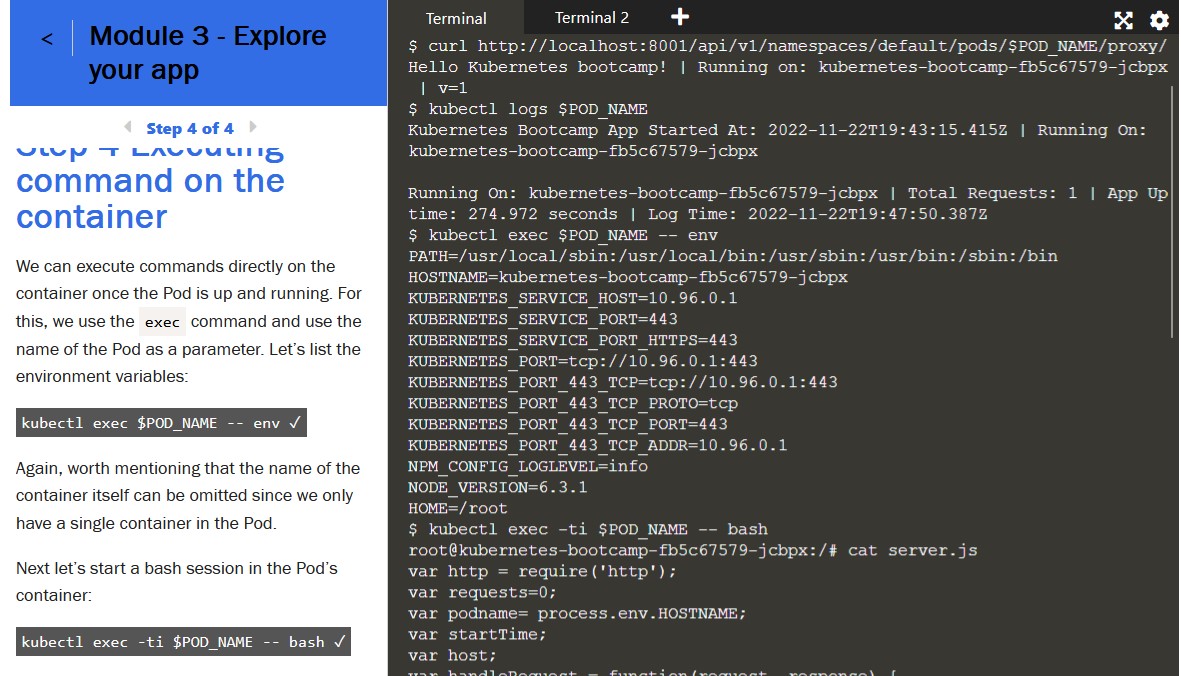 <
Module 3 - Explore
your app
Step 4 of 4
Step 4 Executing
command on the
container
We can execute commands directly on the
container once the Pod is up and running. For
this, we use the exec command and use the
name of the Pod as a parameter. Let's list the
environment variables:
kubectl exec $POD_NAME -- env ✓
Again, worth mentioning that the name of the
container itself can be omitted since we only
have a single container in the Pod.
Next let's start a bash session in the Pod's
container:
kubectl exec -ti $POD_NAME -- bash ✓
Terminal
Terminal 2
+
$ curl http://localhost:8001/api/v1/namespaces/default/pods/$POD_NAME/proxy/
Hello Kubernetes bootcamp! | Running on: kubernetes-bootcamp-fb5c67579-jcbpx
| v=1
$ kubectl logs $POD_NAME
Kubernetes Bootcamp App Started At: 2022-11-22T19:43:15.415Z | Running On:
kubernetes-bootcamp-fb5c67579-jcbpx
Running On: kubernetes-bootcamp-fb5c67579-jcbpx | Total Requests: 1 | App Up
time: 274.972 seconds | Log Time: 2022-11-22T19:47:50.387Z
$ kubectl exec $POD_NAME -- env
PATH=/usr/local/sbin:/usr/local/bin:/usr/sbin:/usr/bin:/sbin:/bin
HOSTNAME=kubernetes-bootcamp-fb5c67579-jcbpx
KUBERNETES_SERVICE_HOST=10.96.0.1
KUBERNETES_SERVICE_PORT=443
KUBERNETES_SERVICE_PORT_HTTPS=443
KUBERNETES_PORT=tcp://10.96.0.1:443
KUBERNETES_PORT_443_TCP=tcp://10.96.0.1:443
KUBERNETES_PORT_443_TCP_PROTO=tcp
KUBERNETES_PORT_443_TCP_PORT=443
KUBERNETES_PORT_443_TCP_ADDR=10.96.0.1
NPM_CONFIG_LOGLEVEL=info
NODE_VERSION=6.3.1
HOME=/root
$ kubectl exec -ti $POD_NAME -- bash
root@kubernetes-bootcamp-fb5c67579-jcbpx:/# cat server.js
var http = require('http');
var requests=0;
var podname= process.env.HOSTNAME;
var startTime;
var host;
var handleRequest = function(request, response) {